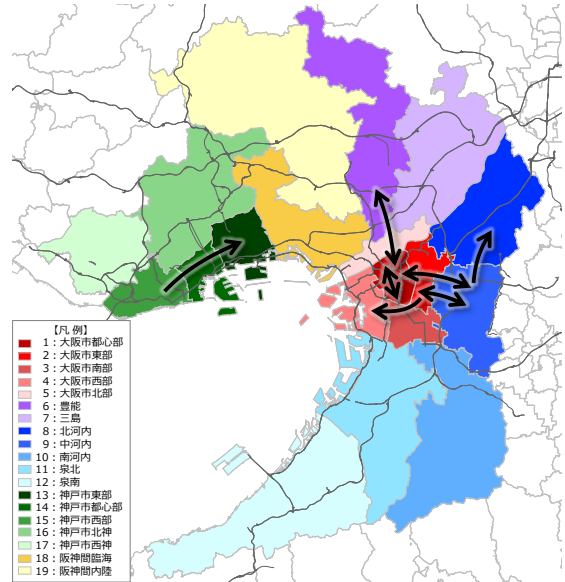 【凡 例】
1：大阪市都心部
2：大阪市東部
3：大阪市南部
4：大阪市西部
5：大阪市北部
6：豊能
7：三島
8：北河内
9：中河内
10：南河内
11：泉北
12：泉南
13：神戸市東部
14：神戸市都心部
15：神戸市西部
16：神戸市北神
17：神戸市西神
18：阪神間臨海
19：阪神間内陸